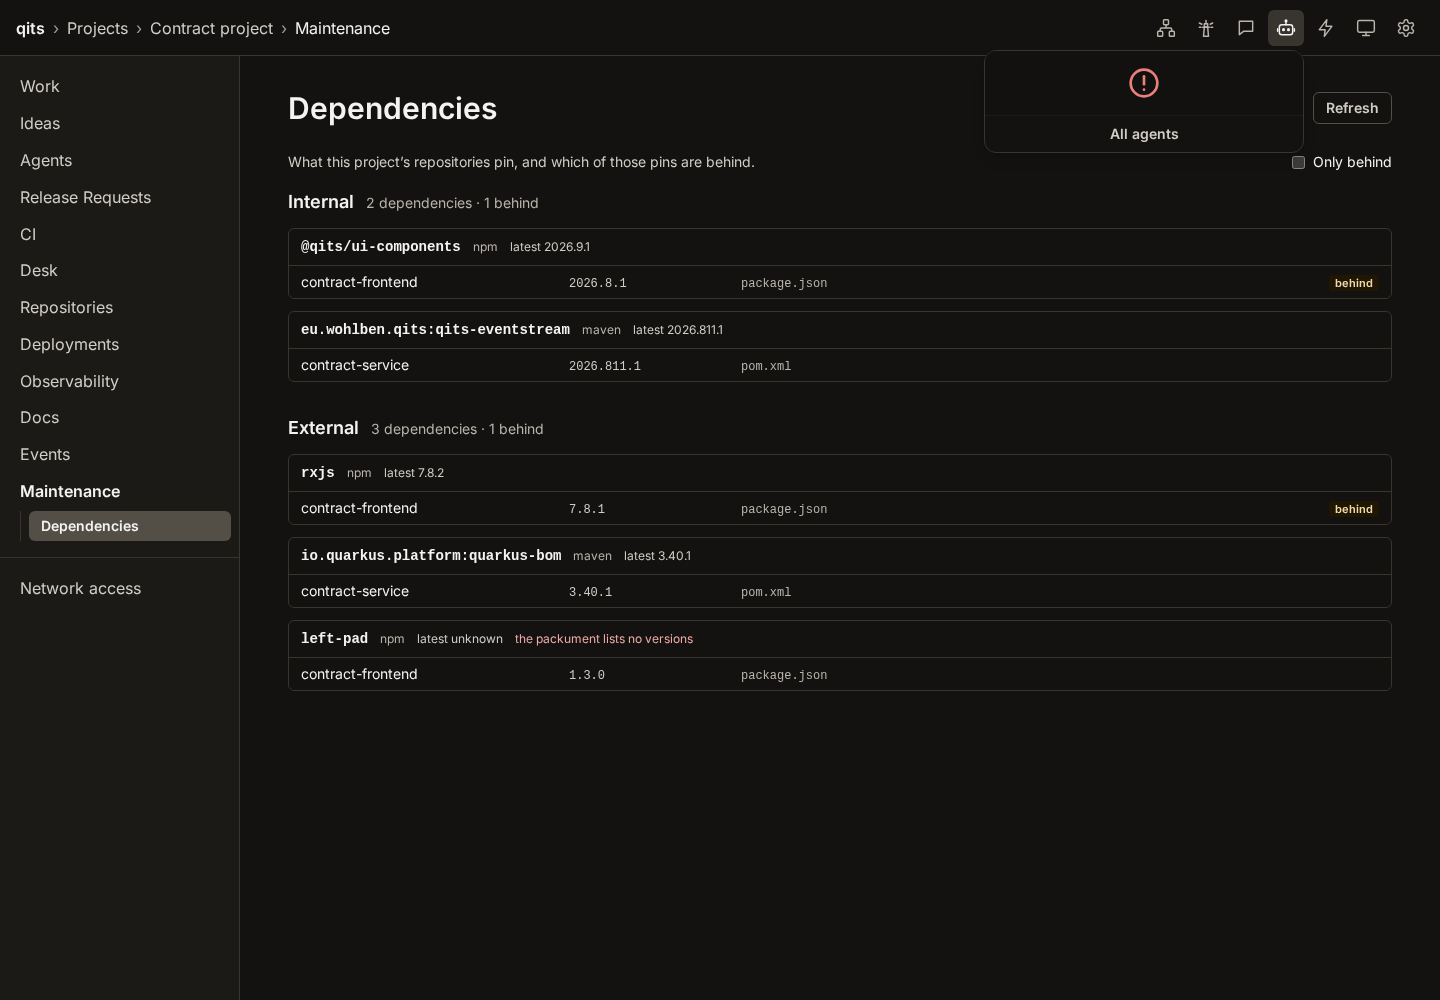 qits › Projects › Contract project › Maintenance
All agents
Work
Ideas
Agents
Release Requests
CI
Desk
Repositories
Deployments
Observability
Docs
Events
Maintenance
Dependencies
Network access
Dependencies
Refresh
What this project's repositories pin, and which of those pins are behind.
Only behind
Internal 2 dependencies · 1 behind
@qits/ui-components npm latest 2026.9.1
contract-frontend 2026.8.1 package.json behind
eu.wohlben.qits:qits-eventstream maven latest 2026.811.1
contract-service 2026.811.1 pom.xml
External 3 dependencies · 1 behind
rxjs npm latest 7.8.2
contract-frontend 7.8.1 package.json behind
io.quarkus.platform:quarkus-bom maven latest 3.40.1
contract-service 3.40.1 pom.xml
left-pad npm latest unknown the packument lists no versions
contract-frontend 1.3.0 package.json